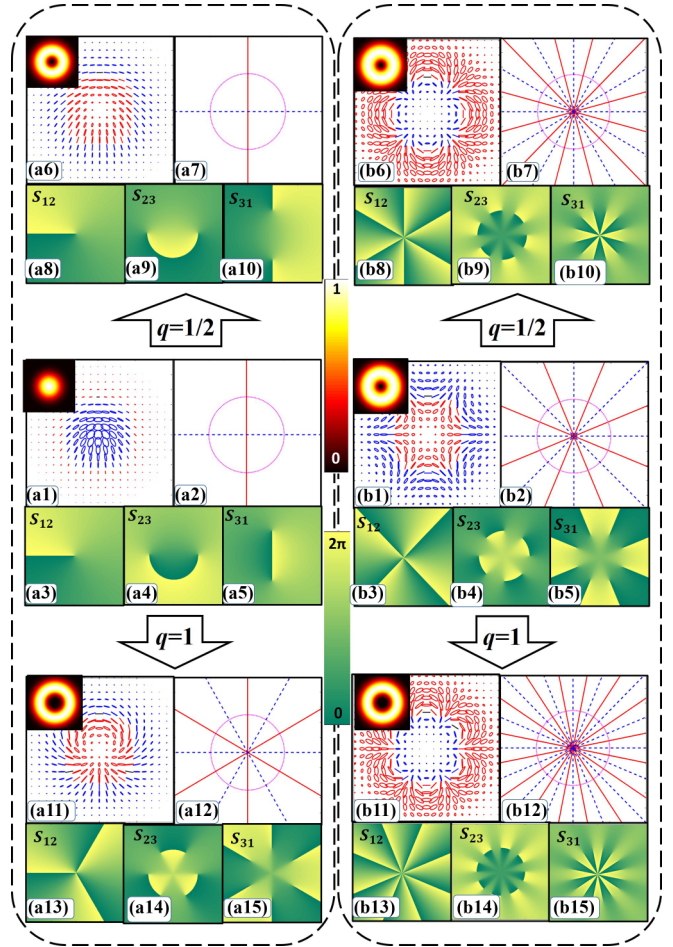 (a6)
(a7)
S12
S23
S31
(a8)
(a9)
(a10)
q=1/2
(a1)
(a2)
S12
S23
S31
(a3)
(a4)
(a5)
q=1
(a11)
(a12)
S12
S23
S31
(a13)
(a14)
(a15)
1
0
2π
0
(b6)
(b7)
S12
S23
S31
(b8)
(b9)
(b10)
q=1/2
(b1)
(b2)
S12
S23
S31
(b3)
(b4)
(b5)
q=1
(b11)
(b12)
S12
S23
S31
(b13)
(b14)
(b15)